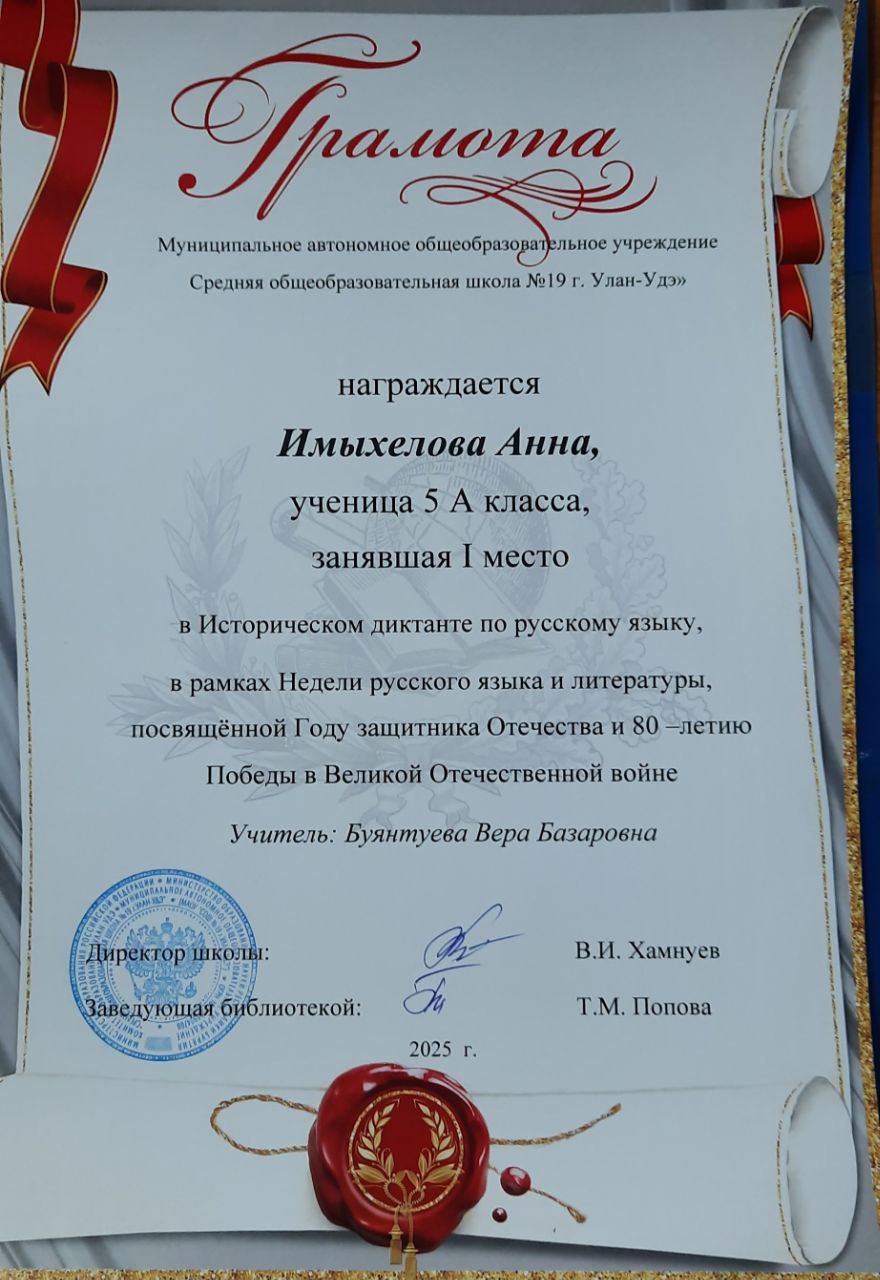 Грамота
Муниципальное автономное общеобразовательное учреждение
Средняя общеобразовательная школа №19 г. Улан-Удэ»
награждается
Имыхелова Анна,
ученица 5 А класса,
занявшая I место
в Историческом диктанте по русскому языку,
в рамках Недели русского языка и литературы,
посвящённой Году защитника Отечества и 80 –летию
Победы в Великой Отечественной войне
Учитель: Буянтуева Вера Базаровна
Директор школы: В.И. Хамнуев
Заведующая библиотекой: Т.М. Попова
2025 г.